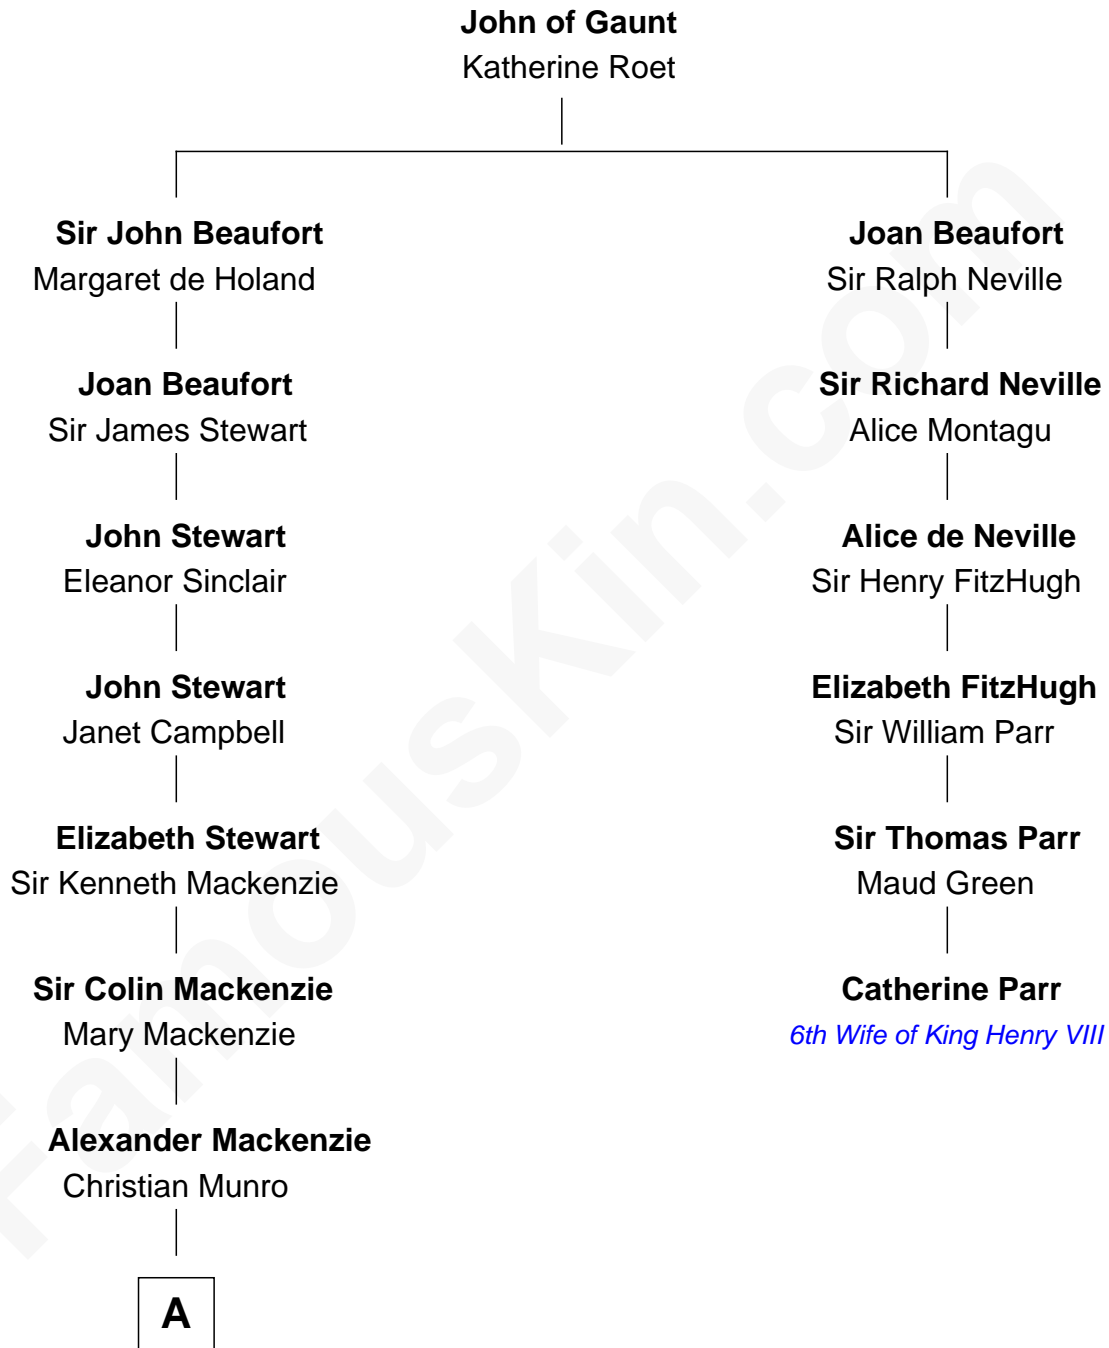 John of Gaunt
Katherine Roet
Sir John Beaufort
Margaret de Holand
Joan Beaufort
Sir James Stewart
John Stewart
Eleanor Sinclair
John Stewart
Janet Campbell
Elizabeth Stewart
Sir Kenneth Mackenzie
Sir Colin Mackenzie
Mary Mackenzie
Alexander Mackenzie
Christian Munro
A
Joan Beaufort
Sir Ralph Neville
Sir Richard Neville
Alice Montagu
Alice de Neville
Sir Henry FitzHugh
Elizabeth FitzHugh
Sir William Parr
Sir Thomas Parr
Maud Green
Catherine Parr
6th Wife of King Henry VIII
FamousKin.com